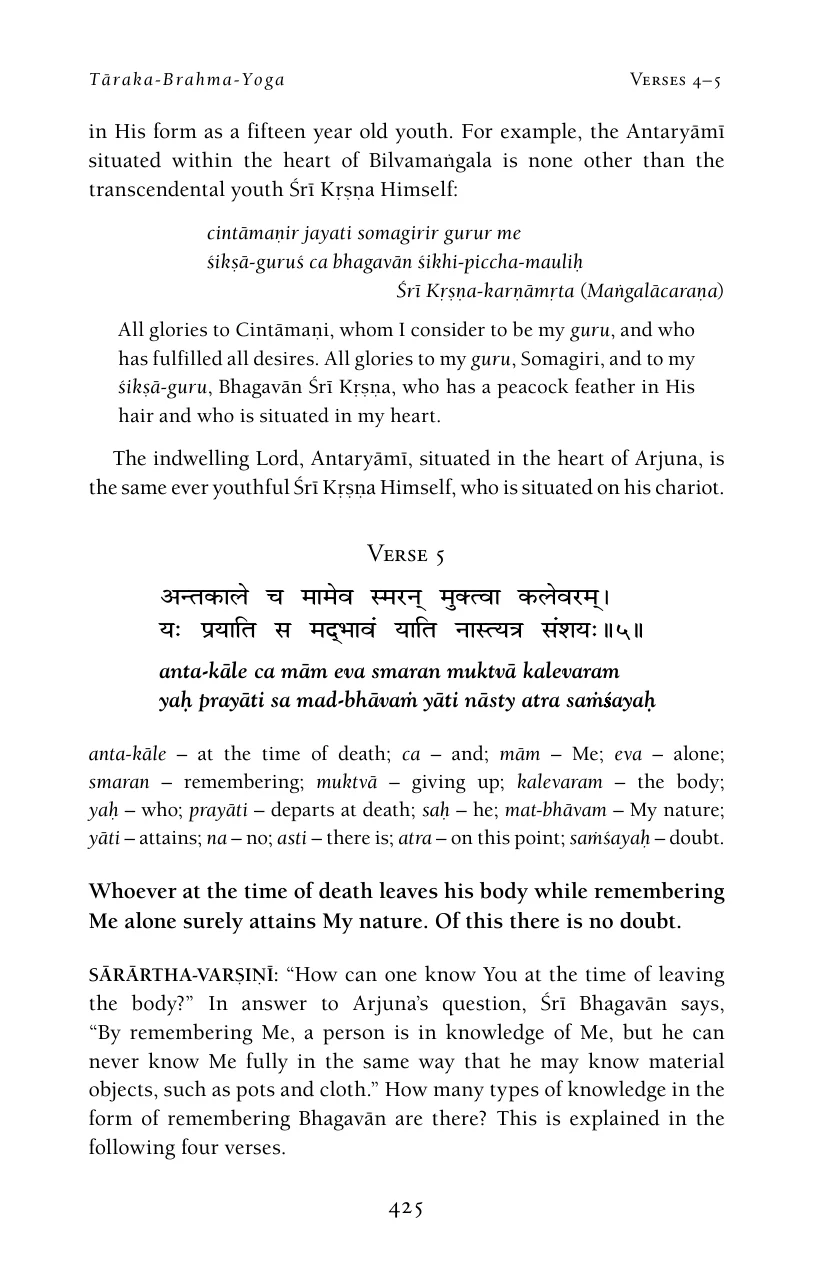 Tāraka-Brahma-Yoga Verses 4–5
in His form as a fifteen year old youth. For example, the Antaryāmī
situated within the heart of Bilvamaṅgala is none other than the
transcendental youth Śrī Kṛṣṇa Himself:
cintāmaṇir jayati somagirir gurur me
śikṣā-guruś ca bhagavān śikhi-piccha-mauliḥ
Śrī Kṛṣṇa-karṇāmṛta (Maṅgalācaraṇa)
All glories to Cintāmaṇi, whom I consider to be my guru, and who
has fulfilled all desires. All glories to my guru, Somagiri, and to my
śikṣā-guru, Bhagavān Śrī Kṛṣṇa, who has a peacock feather in His
hair and who is situated in my heart.
The indwelling Lord, Antaryāmī, situated in the heart of Arjuna, is
the same ever youthful Śrī Kṛṣṇa Himself, who is situated on his chariot.
Verse 5
अन्तकाले च मामेव स्मरन् मुक्त्वा कलेवरम्।
यः प्रयाति स मद्भावं याति नास्त्यत्र संशयः॥५॥
anta-kāle ca mām eva smaran muktvā kalevaram
yaḥ prayāti sa mad-bhāvaṁ yāti nāsty atra saṁśayaḥ
anta-kāle – at the time of death; ca – and; mām – Me; eva – alone;
smaran – remembering; muktvā – giving up; kalevaram – the body;
yaḥ – who; prayāti – departs at death; saḥ – he; mat-bhāvam – My nature;
yāti – attains; na – no; asti – there is; atra – on this point; saṁśayaḥ – doubt.
Whoever at the time of death leaves his body while remembering
Me alone surely attains My nature. Of this there is no doubt.
SĀRĀRTHA-VARṢIṆĪ: “How can one know You at the time of leaving
the body?” In answer to Arjuna’s question, Śrī Bhagavān says,
“By remembering Me, a person is in knowledge of Me, but he can
never know Me fully in the same way that he may know material
objects, such as pots and cloth.” How many types of knowledge in the
form of remembering Bhagavān are there? This is explained in the
following four verses.
425